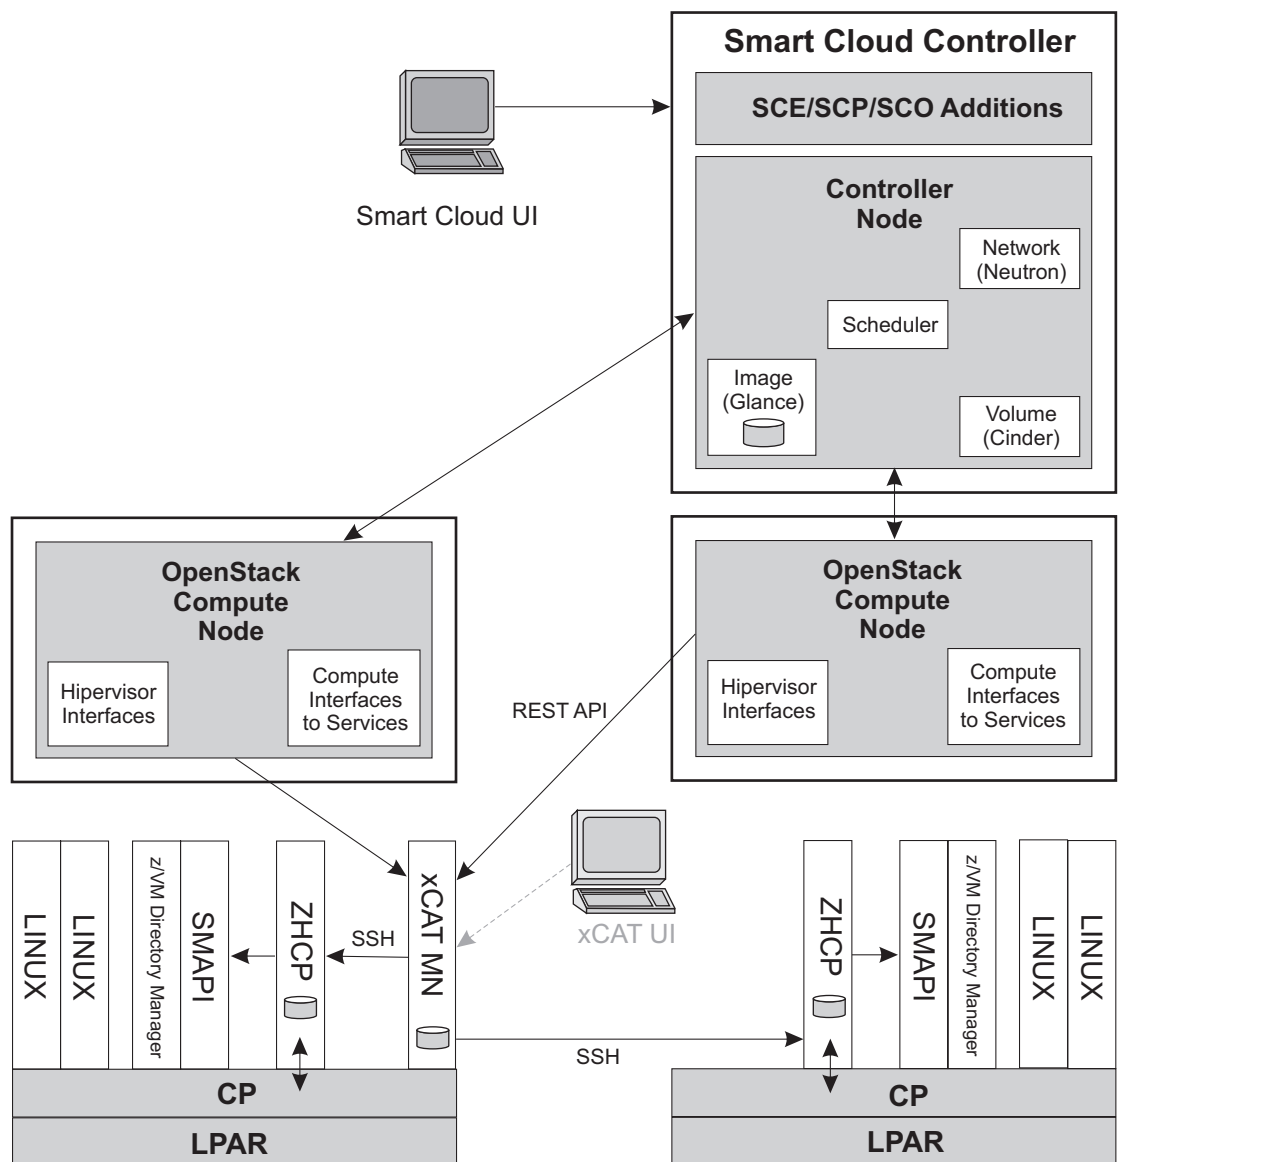 Smart Cloud Controller
SCE/SCP/SCO Additions
Smart Cloud UI
Controller
Node
Network
(Neutron)
Scheduler
Image
(Glance)
Volume
(Cinder)
OpenStack
Compute
Node
Hipervisor
Interfaces
Compute
Interfaces
to Services
OpenStack
Compute
Node
Hipervisor
Interfaces
Compute
Interfaces
to Services
REST API
xCAT UI
LINUX
LINUX
z/VM Directory Manager
SMAPI
ZHCP
SSH
xCAT MN
SSH
ZHCP
SMAPI
z/VM Directory Manager
LINUX
LINUX
CP
LPAR
CP
LPAR